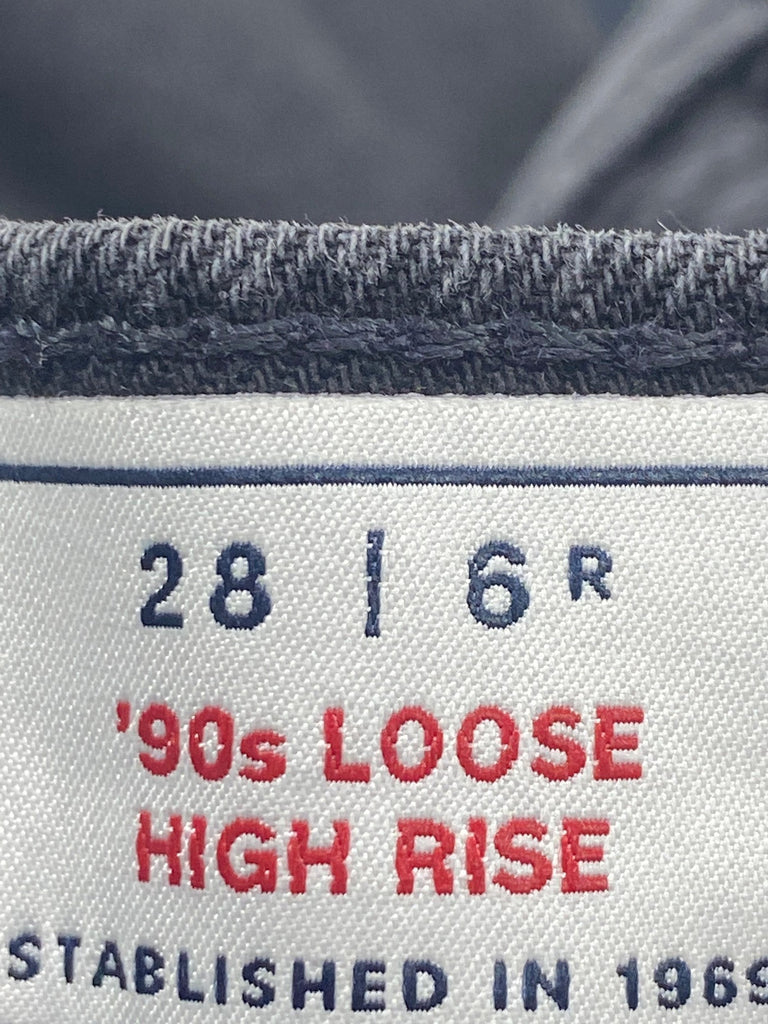 28 | 6R
'90s LOOSE
HIGH RISE
STABLISHED IN 1969